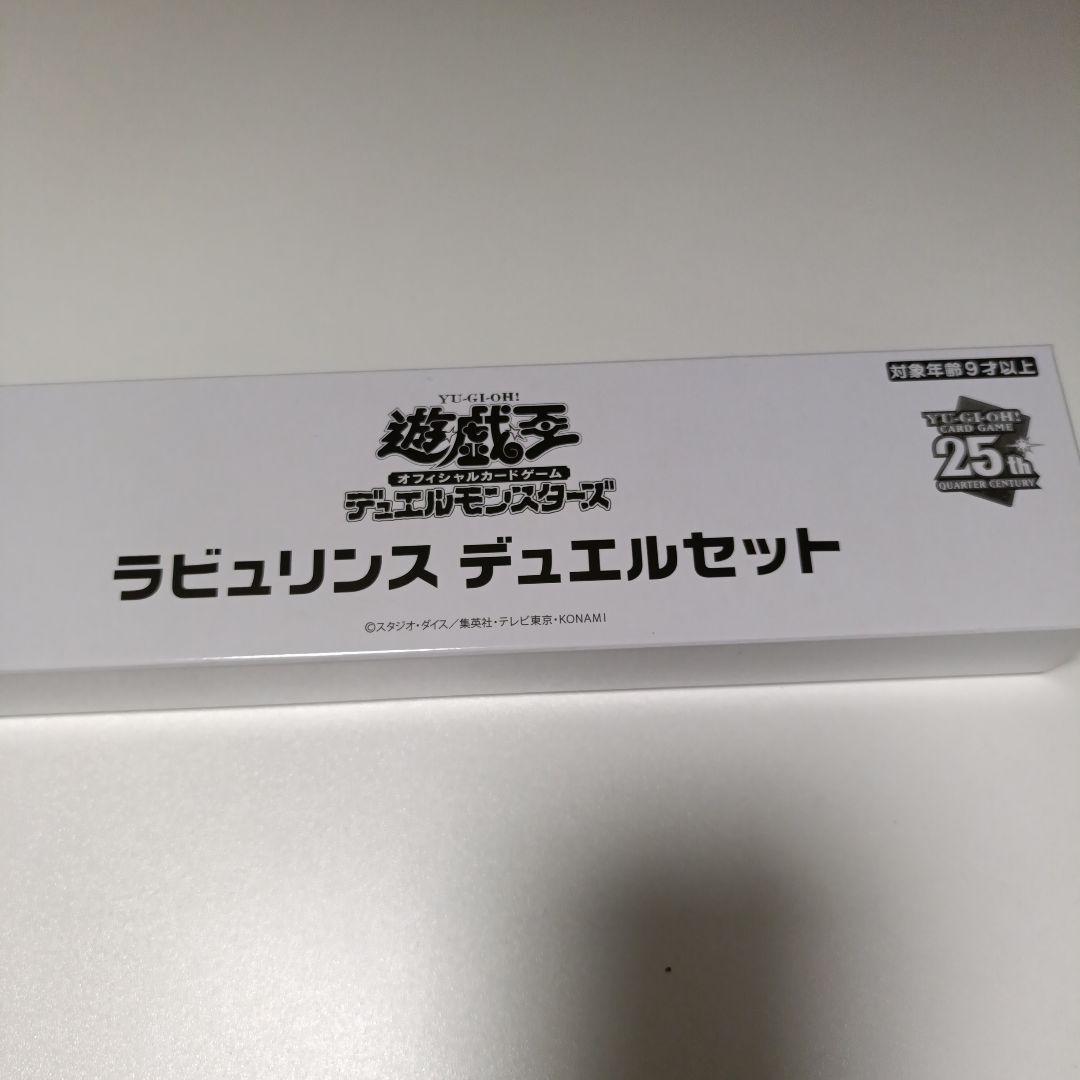 対象年齢9才以上
YU-GI-OH!
遊戯王
オフィシャルカードゲーム
デュエルモンスターズ
YU-GI-OH!
CARD GAME
25th
QUARTER CENTURY
ラビュリンス デュエルセット
©スタジオ・ダイス/集英社・テレビ東京・KONAMI